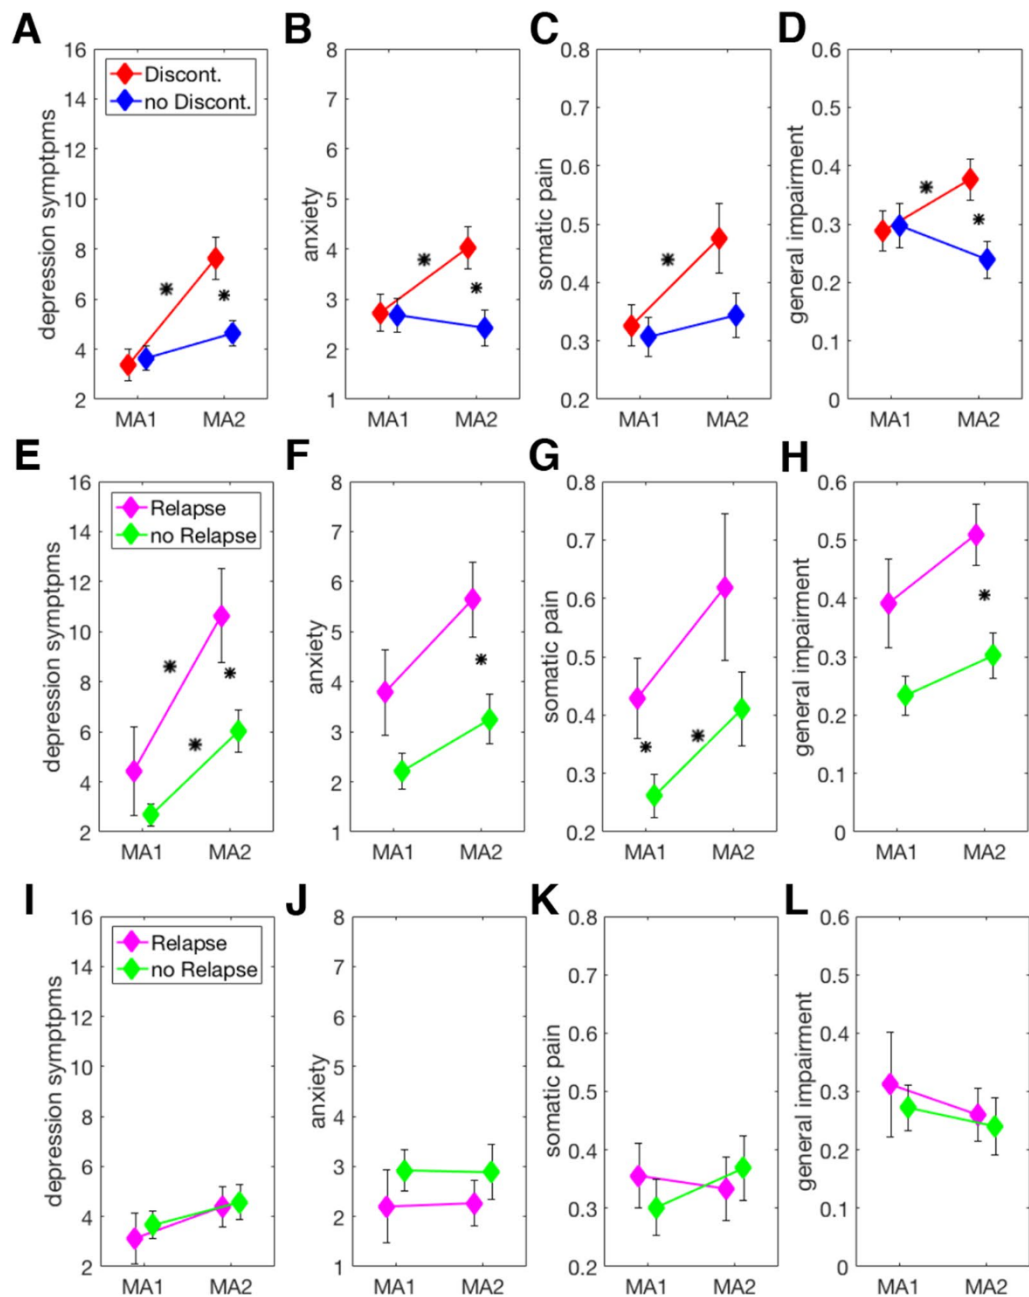 A
B
C
D
16
14
12
10
8
6
4
2
depression symptpms
Discont.
no Discont.
MA1 MA2
8
7
6
5
4
3
2
1
anxiety
MA1 MA2
0.8
0.7
0.6
0.5
0.4
0.3
0.2
somatic pain
MA1 MA2
0.6
0.5
0.4
0.3
0.2
0.1
0
general impairment
MA1 MA2
E
F
G
H
16
14
12
10
8
6
4
2
depression symptpms
Relapse
no Relapse
MA1 MA2
8
7
6
5
4
3
2
1
anxiety
MA1 MA2
0.8
0.7
0.6
0.5
0.4
0.3
0.2
somatic pain
MA1 MA2
0.6
0.5
0.4
0.3
0.2
0.1
0
general impairment
MA1 MA2
I
J
K
L
16
14
12
10
8
6
4
2
depression symptpms
Relapse
no Relapse
MA1 MA2
8
7
6
5
4
3
2
1
anxiety
MA1 MA2
0.8
0.7
0.6
0.5
0.4
0.3
0.2
somatic pain
MA1 MA2
0.6
0.5
0.4
0.3
0.2
0.1
0
general impairment
MA1 MA2